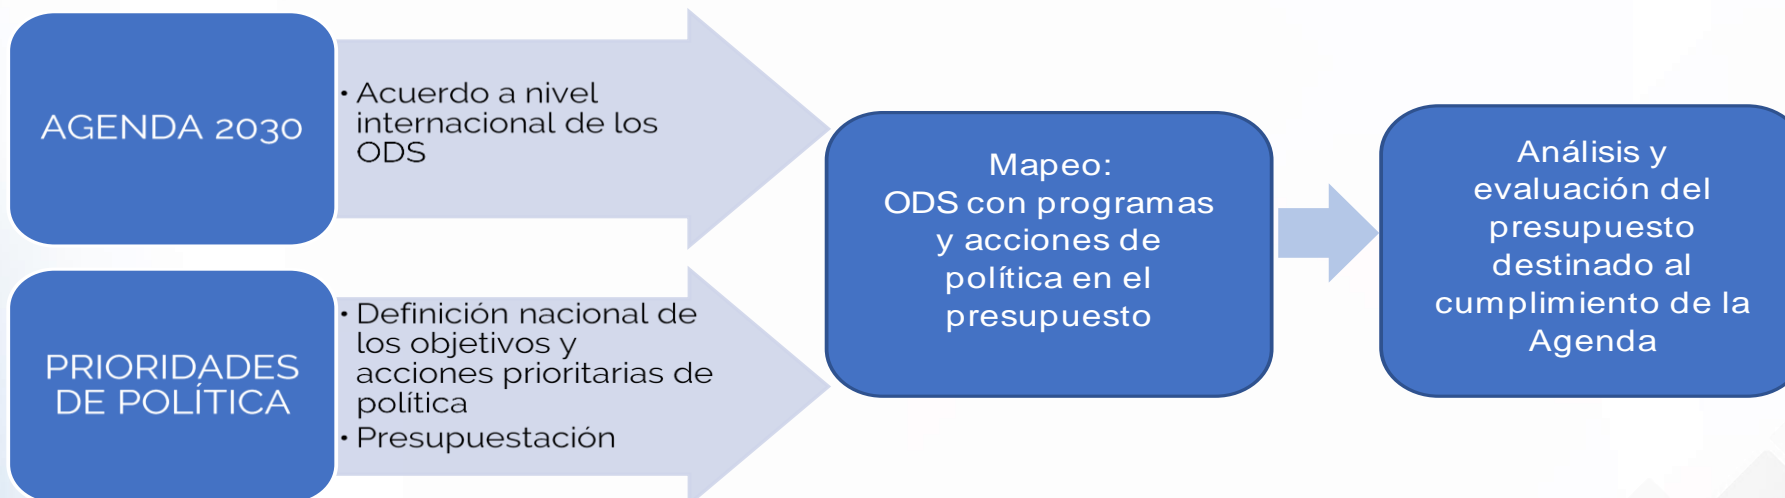 AGENDA 2030
• Acuerdo a nivel
internacional de los
ODS
PRIORIDADES
DE POLÍTICA
• Definición nacional de
los objetivos y
acciones prioritarias de
política
• Presupuestación
Mapeo:
ODS con programas
y acciones de
política en el
presupuesto
Análisis y
evaluación del
presupuesto
destinado al
cumplimiento de la
Agenda